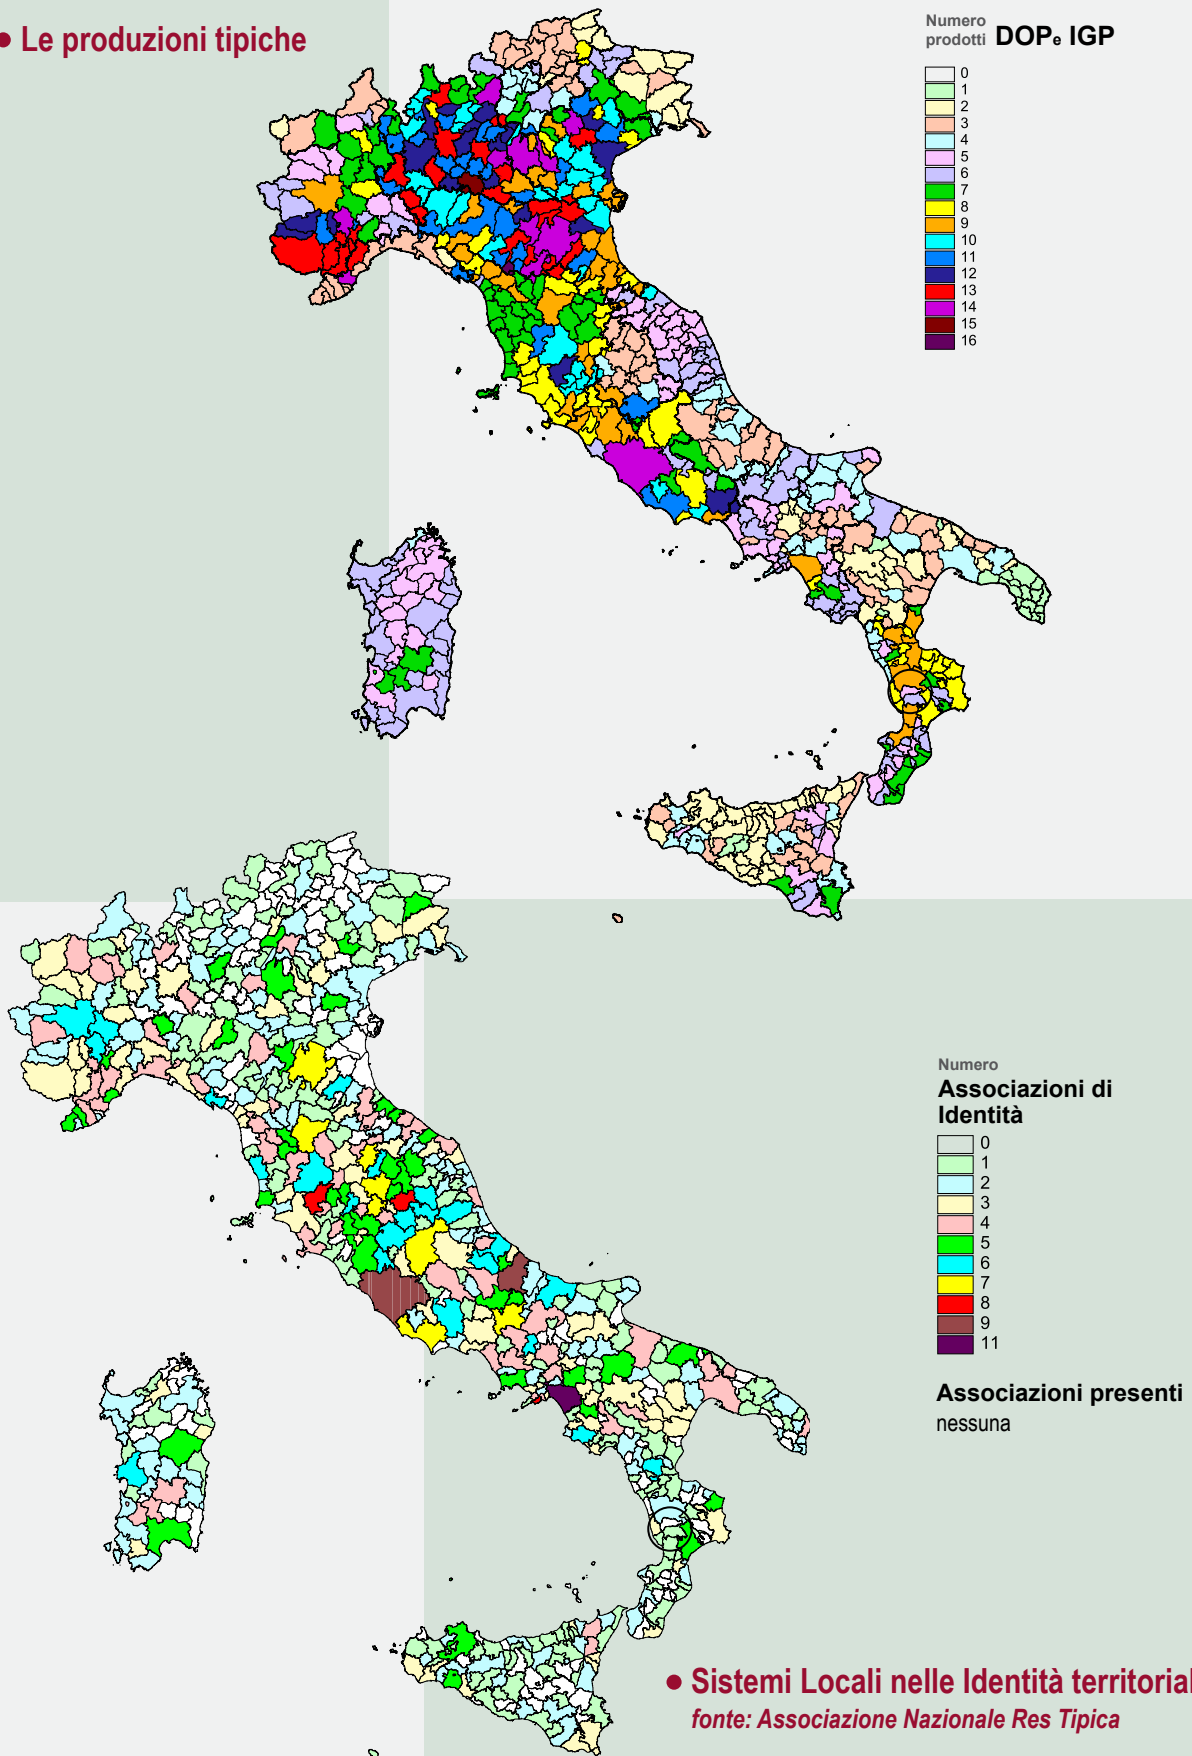 • Le produzioni tipiche
Numero
prodotti DOPe IGP
0
1
2
3
4
5
6
7
8
9
10
11
12
13
14
15
16
Numero
Associazioni di
Identità
0
1
2
3
4
5
6
7
8
9
11
Associazioni presenti
nessuna
• Sistemi Locali nelle Identità territorial
fonte: Associazione Nazionale Res Tipica